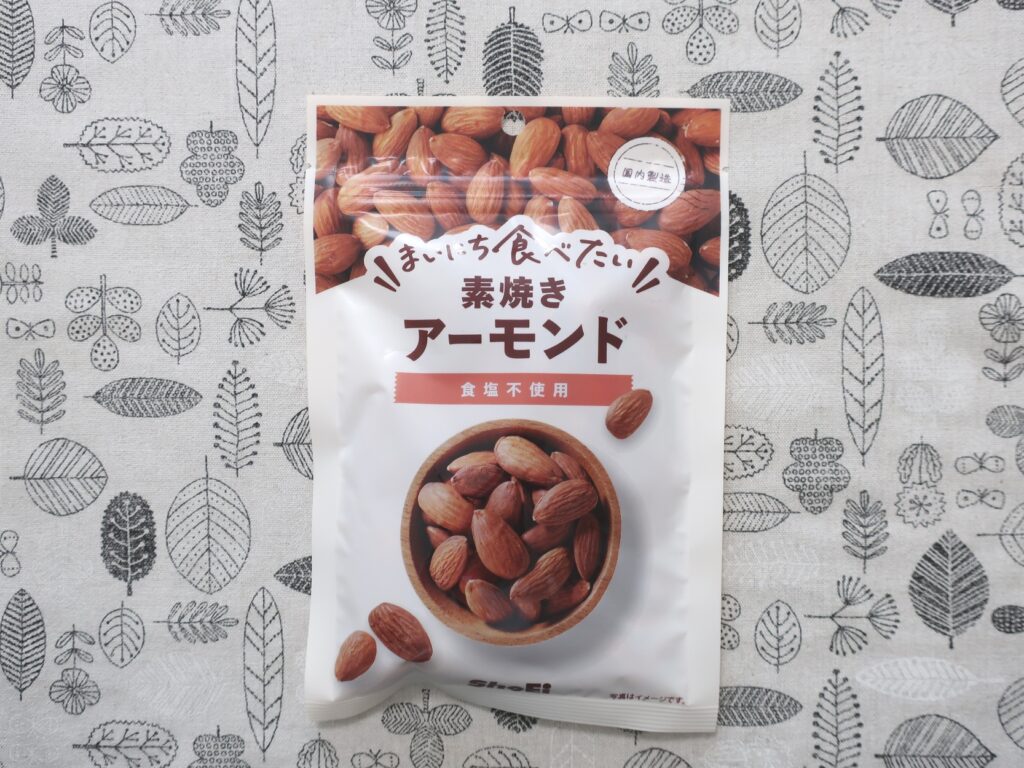 国内製造
まいにち食べたい
素焼き
アーモンド
食塩不使用
ShoEi
写真はイメージです。